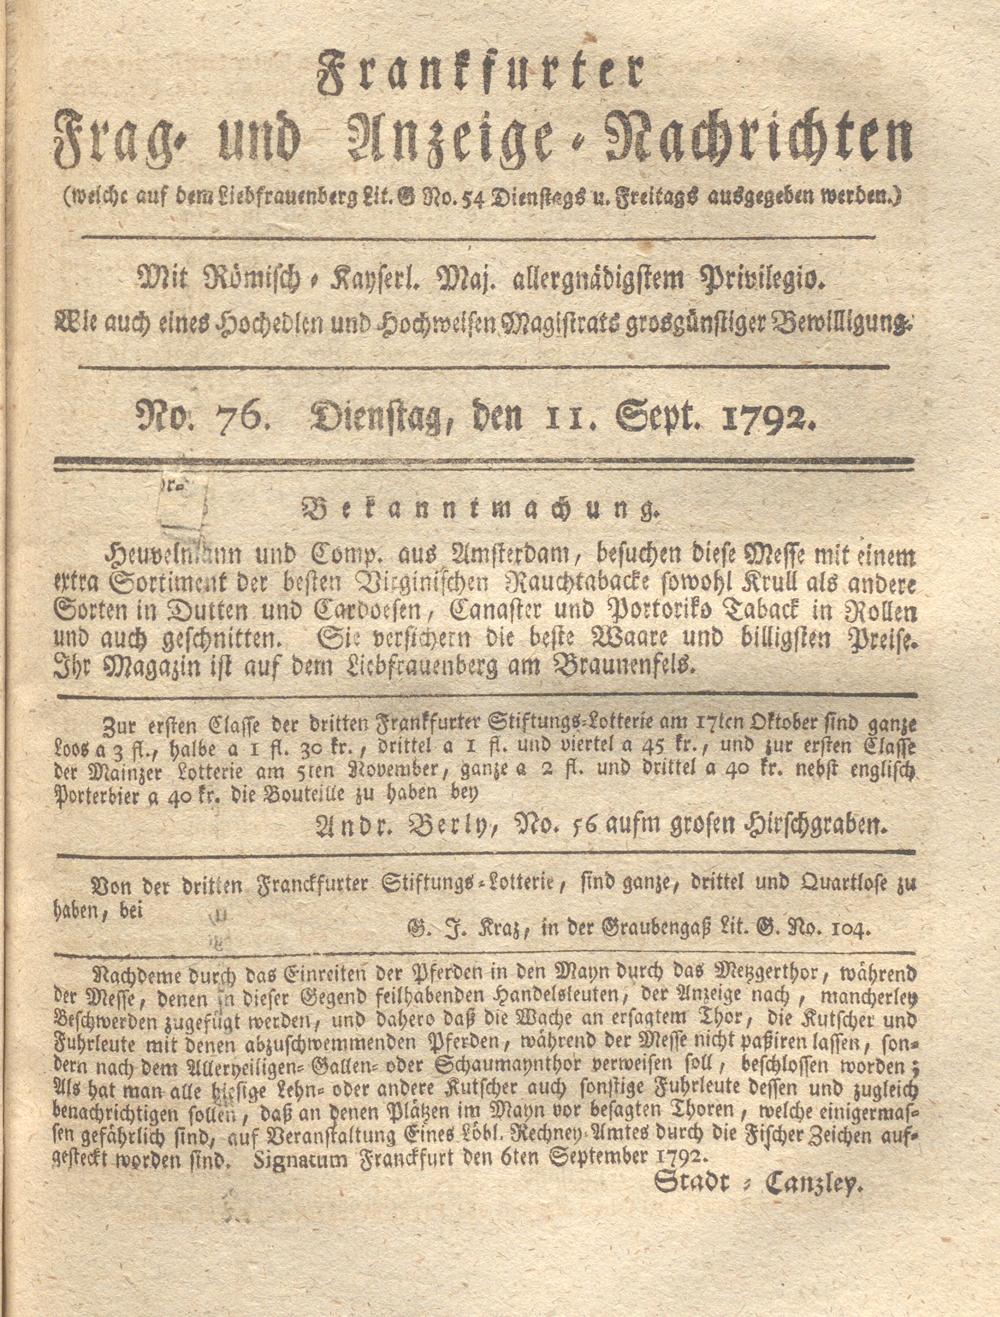 Frankfurter
Frag- und Anzeige-Nachrichten
(welche auf dem Liebfrauenberg Lit. G No. 54 Dienstags u. Freitags ausgegeben werden.)
Mit Römisch-Kayserl. Maj. allergnädigstem Privilegio.
Wie auch eines Hochedlen und Hochweisen Magistrats grosgünstiger Bewilligung.
No. 76. Dienstag, den 11. Sept. 1792.
Bekanntmachung.
Heuvelmann und Comp. aus Amsterdam, besuchen diese Messe mit einem
extra Sortiment der besten Virginischen Rauchtabacke sowohl Krull als andere
Sorten in Dutten und Cardoesen, Canaster und Portoriko Taback in Rollen
und auch geschnitten. Sie versichern die beste Waare und billigsten Preise.
Ihr Magazin ist auf dem Liebfrauenberg am Braunenfels.
Zur ersten Classe der dritten Frankfurter Stiftungs-Lotterie am 17ten Oktober sind ganze
Loos a 3 fl., halbe a 1 fl. 30 kr., drittel a 1 fl. und viertel a 45 kr., und zur ersten Classe
der Mainzer Lotterie am 5ten November, ganze a 2 fl. und drittel a 40 kr. nebst englisch
Porterbier a 40 kr. die Bouteille zu haben bey
Andr. Berly, No. 56 aufm grosen Hirschgraben.
Von der dritten Franckfurter Stiftungs-Lotterie, sind ganze, drittel und Quartlose zu
haben, bei
G. J. Kraz, in der Graubengaß Lit. G. No. 104.
Nachdeme durch das Einreiten der Pferden in den Mayn durch das Metzgerthor, während
der Messe, denen in dieser Gegend feilhabenden Handelsleuten, der Anzeige nach, mancherley
Beschwerden zugefügt werden, und dahero daß die Wache an ersagtem Thor, die Kutscher und
Fuhrleute mit denen abzuschwemmenden Pferden, während der Messe nicht paßiren lassen, son-
dern nach dem Allerheiligen-Gallen- oder Schaumaynthor verweisen soll, beschlossen worden;
Als hat man alle hiesige Lehn- oder andere Kutscher auch sonstige Fuhrleute dessen und zugleich
benachrichtigen sollen, daß an denen Plätzen im Mayn vor besagten Thoren, welche einigermas-
sen gefährlich sind, auf Veranstaltung Eines Löbl. Rechney-Amtes durch die Fischer Zeichen auf-
gesteckt worden sind. Signatum Franckfurt den 6ten September 1792.
Stadt-Canzley.